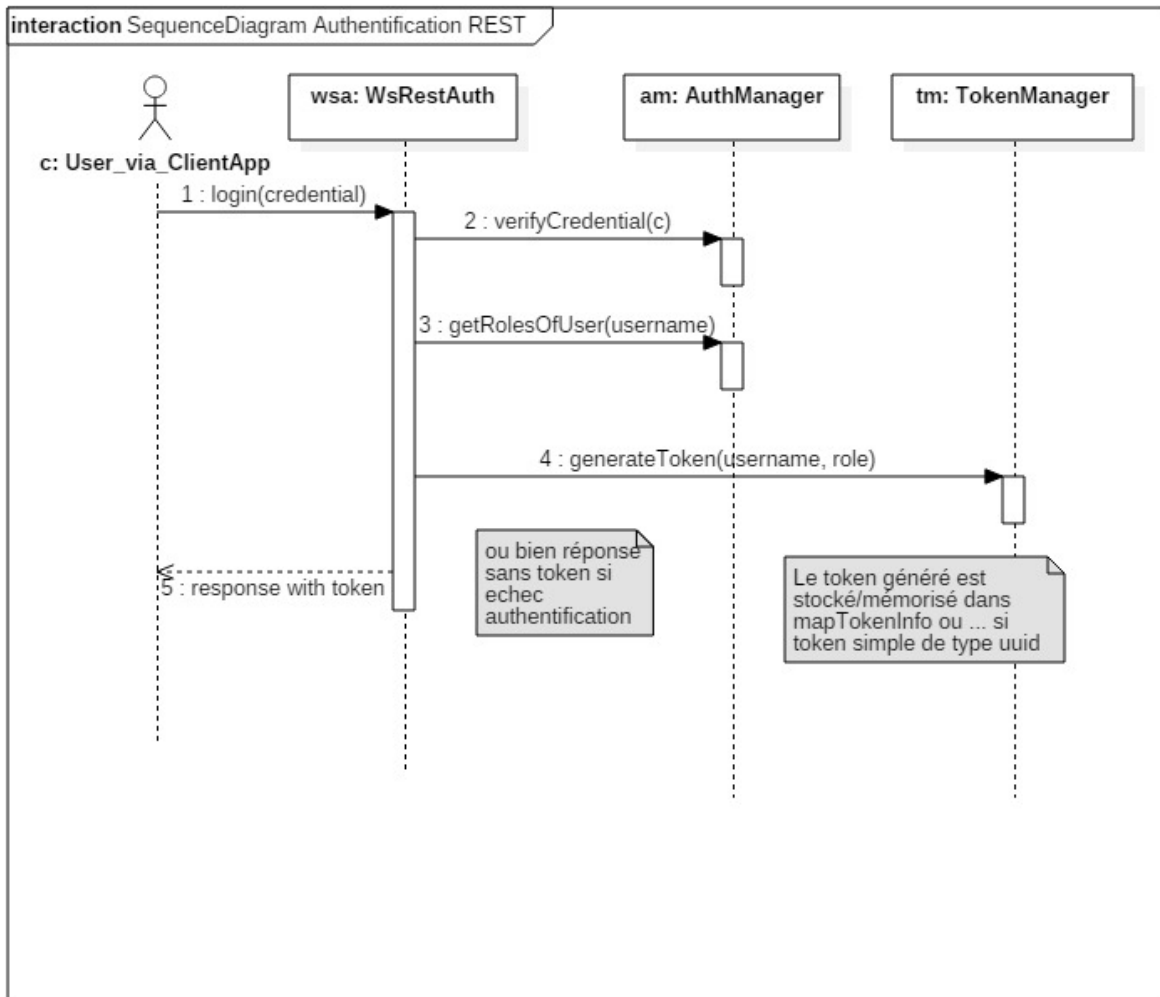 interaction SequenceDiagram Authentification REST
wsa: WsRestAuth
am: AuthManager
tm: TokenManager
c: User_via_ClientApp
1 : login(credential)
2 : verifyCredential(c)
3 : getRolesOfUser(username)
4 : generateToken(username, role)
ou bien réponse
sans token si
echec
authentification
5 : response with token
Le token généré est
stocké/mémorisé dans
mapTokenInfo ou ... si
token simple de type uuid